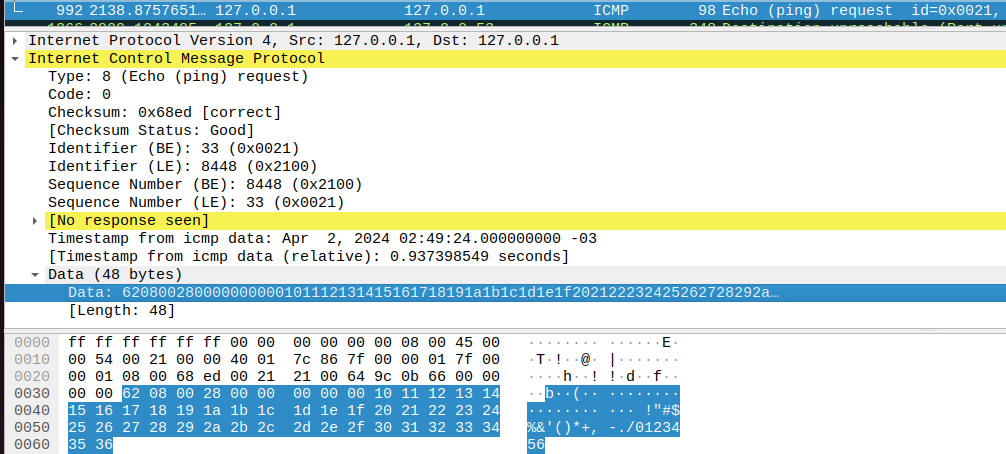 992 2138.8757651… 127.0.0.1 127.0.0.1 ICMP 98 Echo (ping) request id=0x0021,
Internet Protocol Version 4, Src: 127.0.0.1, Dst: 127.0.0.1
Internet Control Message Protocol
Type: 8 (Echo (ping) request)
Code: 0
Checksum: 0x68ed [correct]
[Checksum Status: Good]
Identifier (BE): 33 (0x0021)
Identifier (LE): 8448 (0x2100)
Sequence Number (BE): 8448 (0x2100)
Sequence Number (LE): 33 (0x0021)
[No response seen]
Timestamp from icmp data: Apr  2, 2024 02:49:24.000000000 -03
[Timestamp from icmp data (relative): 0.937398549 seconds]
Data (48 bytes)
Data: 620800280000000000101112131415161718191a1b1c1d1e1f202122232425262728292a…
[Length: 48]
0000 ff ff ff ff ff ff 00 00 00 00 00 00 08 00 45 00 ········ ······E·
0010 00 54 00 21 00 00 40 01 7c 86 7f 00 00 01 7f 00 ·T·!··@· |·······
0020 00 01 08 00 68 ed 00 21 21 00 64 9c 0b 66 00 00 ····h··! !·d··f··
0030 00 00 62 08 00 28 00 00 00 00 00 10 11 12 13 14 ··b··(·· ········
0040 15 16 17 18 19 1a 1b 1c 1d 1e 1f 20 21 22 23 24 ········ ··· !"#$
0050 25 26 27 28 29 2a 2b 2c 2d 2e 2f 30 31 32 33 34 %&'()*+, -./01234
0060 35 36 56